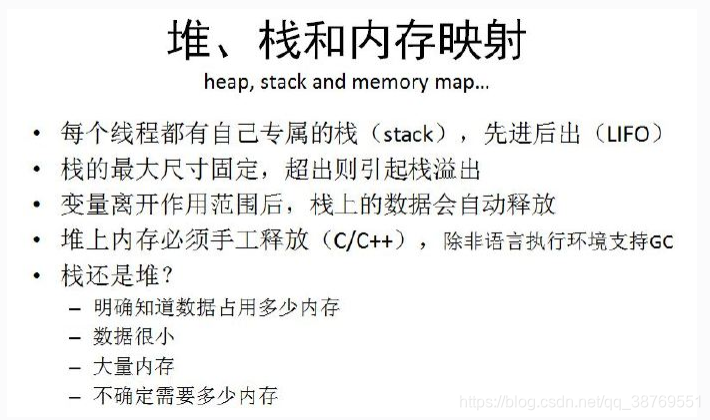 堆、栈和内存映射
heap, stack and memory map...
• 每个线程都有自己专属的栈（stack），先进后出（LIFO）
• 栈的最大尺寸固定，超出则引起栈溢出
• 变量离开作用范围后，栈上的数据会自动释放
• 堆上内存必须手工释放（C/C++），除非语言执行环境支持GC
• 栈还是堆？
– 明确知道数据占用多少内存
– 数据很小
– 大量内存
– 不确定需要多少内存
https://blog.csdn.net/qq_38769551